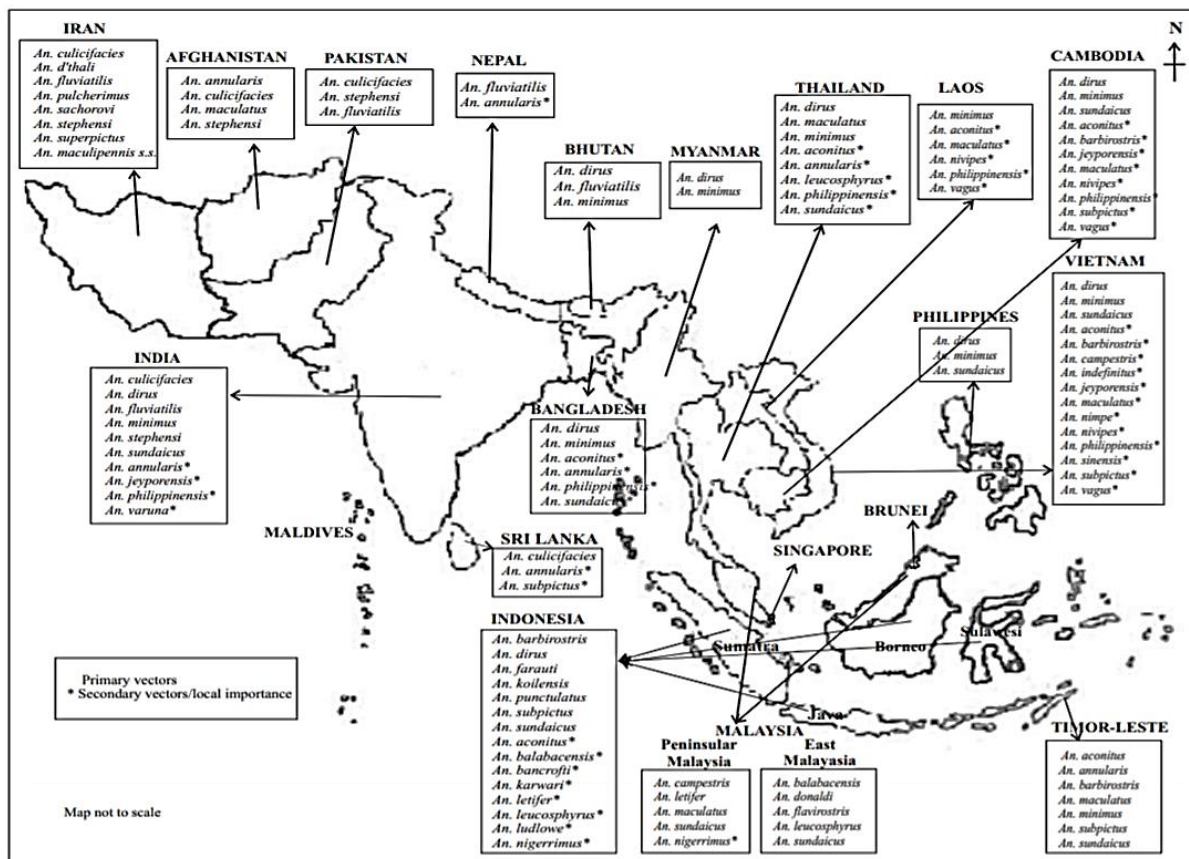 IRAN
An. culicifacies
An. d'thali
An. fluviatilis
An. pulcherimus
An. sachorovi
An. stephensi
An. superpictus
An. maculipennis s.s.
AFGHANISTAN
An. annularis
An. culicifacies
An. maculatus
An. stephensi
PAKISTAN
An. culicifacies
An. stephensi
An. fluviatilis
NEPAL
An. fluviatilis
An. annularis*
BHUTAN
An. dirus
An. fluviatilis
An. minimus
MYANMAR
An. dirus
An. minimus
THAILAND
An. dirus
An. maculatus
An. minimus
An. aconitus*
An. annularis*
An. leucosphyrus*
An. philippinensis*
An. sundaicus*
LAOS
An. minimus
An. aconitus*
An. maculatus*
An. nivipes*
An. philippinensis*
An. vagus*
N
CAMBODIA
An. dirus
An. minimus
An. sundaicus
An. aconitus*
An. barbirostris*
An. jeyporensis*
An. maculatus*
An. nivipes*
An. philippinensis*
An. subpictus*
An. vagus*
VIETNAM
An. dirus
An. minimus
An. sundaicus
An. aconitus*
An. barbirostris*
An. campestris*
An. indefinitus*
An. jeyporensis*
An. maculatus*
An. nimpe*
An. nivipes*
An. philippinensis*
An. sinensis*
An. subpictus*
An. vagus*
PHILIPPINES
An. dirus
An. minimus
An. sundaicus
INDIA
An. culicifacies
An. dirus
An. fluviatilis
An. minimus
An. stephensi
An. sundaicus
An. annularis*
An. jeyporensis*
An. philippinensis*
An. varuna*
BANGLADESH
An. dirus
An. minimus
An. aconitus*
An. annularis*
An. philippinensis*
An. sundaicus*
MALDIVES
SRI LANKA
An. culicifacies
An. annularis*
An. subpictus*
SINGAPORE
BRUNEI
INDONESIA
An. barbirostris
An. dirus
An. farauti
An. koilensis
An. punctulatus
An. subpictus
An. sundaicus
An. aconitus*
An. balabacensis*
An. bancrofti*
An. karwari*
An. letifer*
An. leucosphyrus*
An. ludlowe*
An. nigerrimus*
Sumatra
Borneo
Sulawesi
Java
MALAYSIA
Peninsular
Malaysia
An. campestris
An. letifer
An. maculatus
An. sundaicus
An. nigerrimus*
East
Malayasia
An. balabacensis
An. donaldi
An. flavirostris
An. leucosphyrus
An. sundaicus
TIMOR-LESTE
An. aconitus
An. annularis
An. barbirostris
An. maculatus
An. minimus
An. subpictus
An. sundaicus
Primary vectors
* Secondary vectors/local importance
Map not to scale